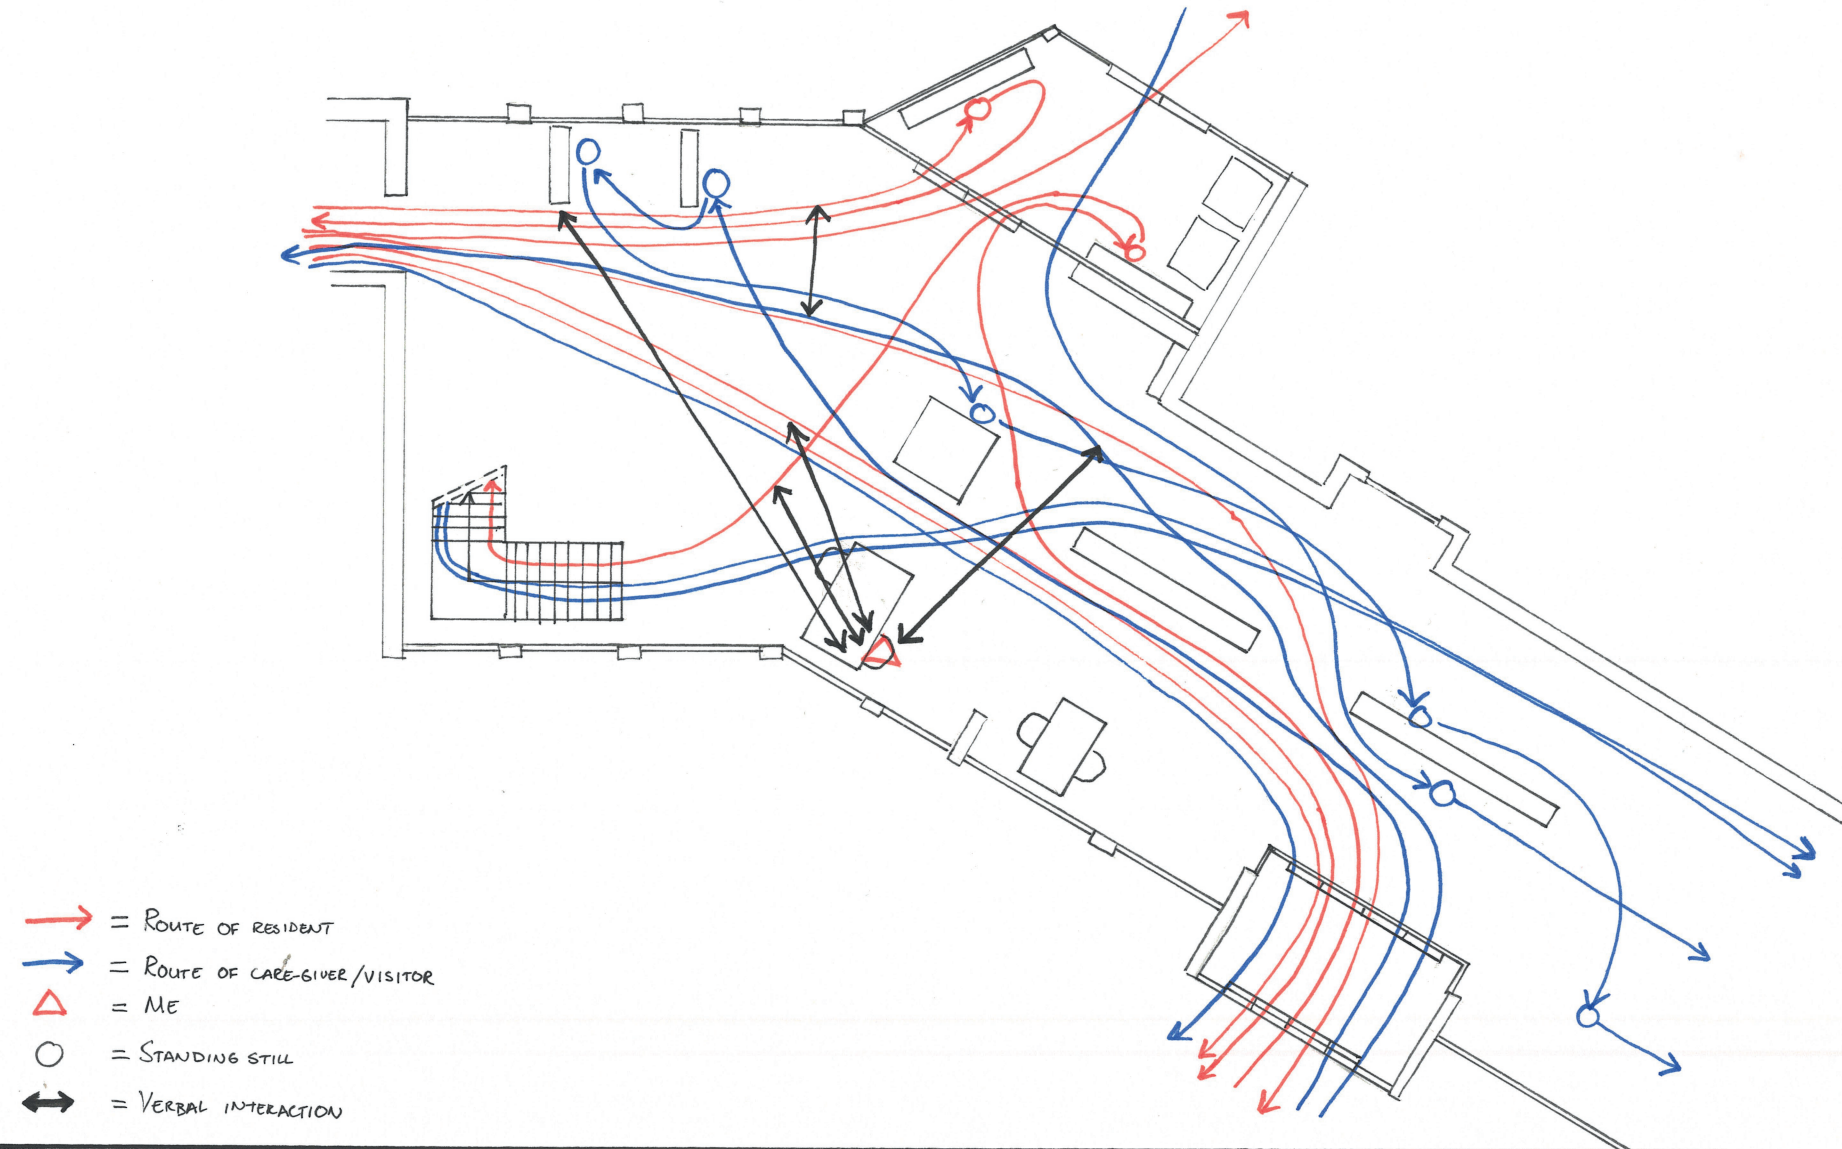 = ROUTE OF RESIDENT
= ROUTE OF CARE-GIVER/VISITOR
= ME
= STANDING STILL
= VERBAL INTERACTION